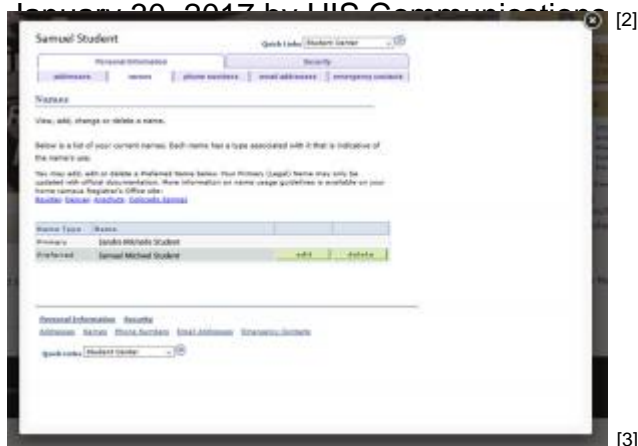 January 30, 2017 by UIS Communications [2]
Samuel Student
Quick Links Student Center
Personal Information Security
addresses names phone numbers email addresses emergency contacts
Names
View, add, change or delete a name.
Below is a list of your current names. Each name has a type associated with it that is indicative of
the name's use.
You may add, edit or delete a Preferred Name below. Your Primary (Legal) Name may only be
updated with official documentation. More information on name usage guidelines is available on your
home campus Registrar's Office site:
Boulder Denver Anschutz Colorado Springs
Name Type Name
Primary Sandra Michelle Student
Preferred Samuel Michael Student edit delete
Personal Information Security
Addresses Names Phone Numbers Email Addresses Emergency Contacts
Quick Links Student Center
[3]